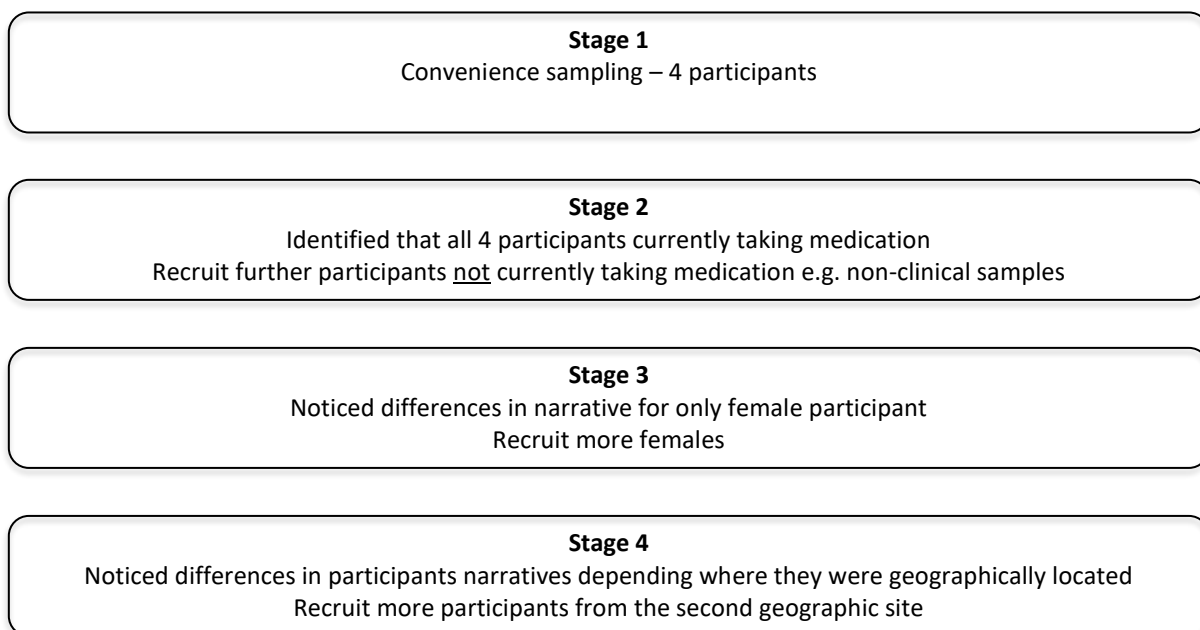 Stage 1
Convenience sampling – 4 participants
Stage 2
Identified that all 4 participants currently taking medication
Recruit further participants not currently taking medication e.g. non-clinical samples
Stage 3
Noticed differences in narrative for only female participant
Recruit more females
Stage 4
Noticed differences in participants narratives depending where they were geographically located
Recruit more participants from the second geographic site